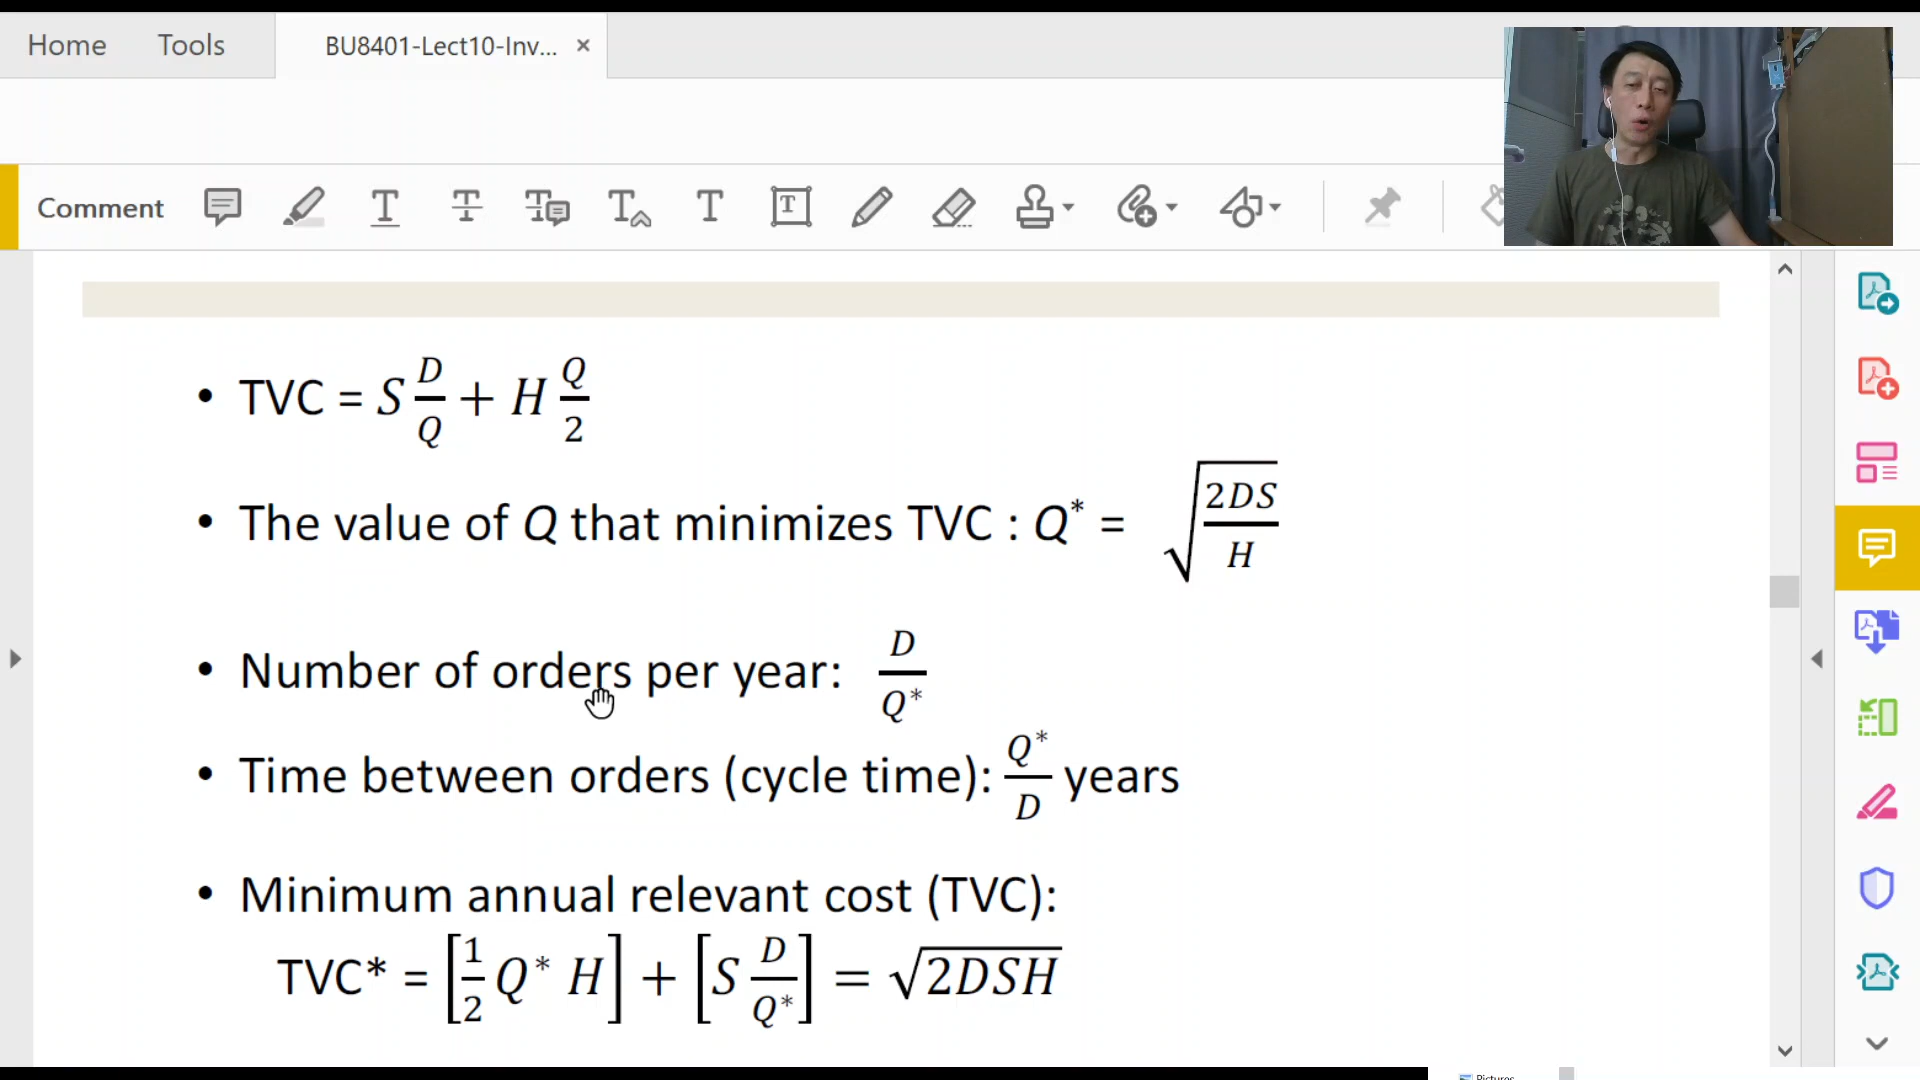 Home Tools BU8401-Lect10-Inv... ×
Comment
• TVC = S D/Q + H Q/2
• The value of Q that minimizes TVC : Q* = √(2DS/H)
• Number of orders per year: D/Q*
• Time between orders (cycle time): Q*/D years
• Minimum annual relevant cost (TVC):
TVC* = [1/2 Q* H] + [S D/Q*] = √2DSH
Pictures